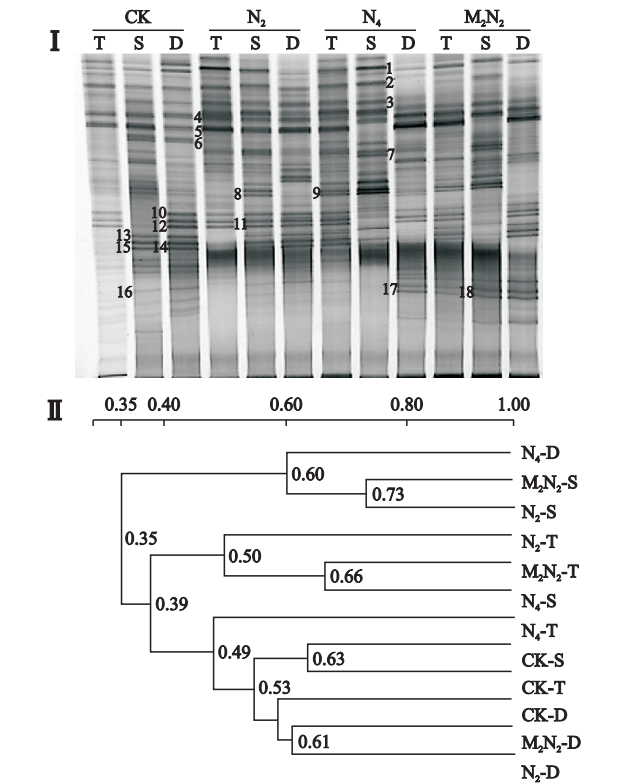 CK N₂ N₄ M₂N₂
I T S D T S D T S D T S D
1
2
3
4
5
6
7
8 9
10
11
12
13
15 14
16
17 18
II 0.35 0.40 0.60 0.80 1.00
N₄-D
0.60
M₂N₂-S
0.73
N₂-S
0.35
N₂-T
0.50
M₂N₂-T
0.66
N₄-S
0.39
N₄-T
0.49
CK-S
0.63
CK-T
0.53
CK-D
0.61
M₂N₂-D
N₂-D